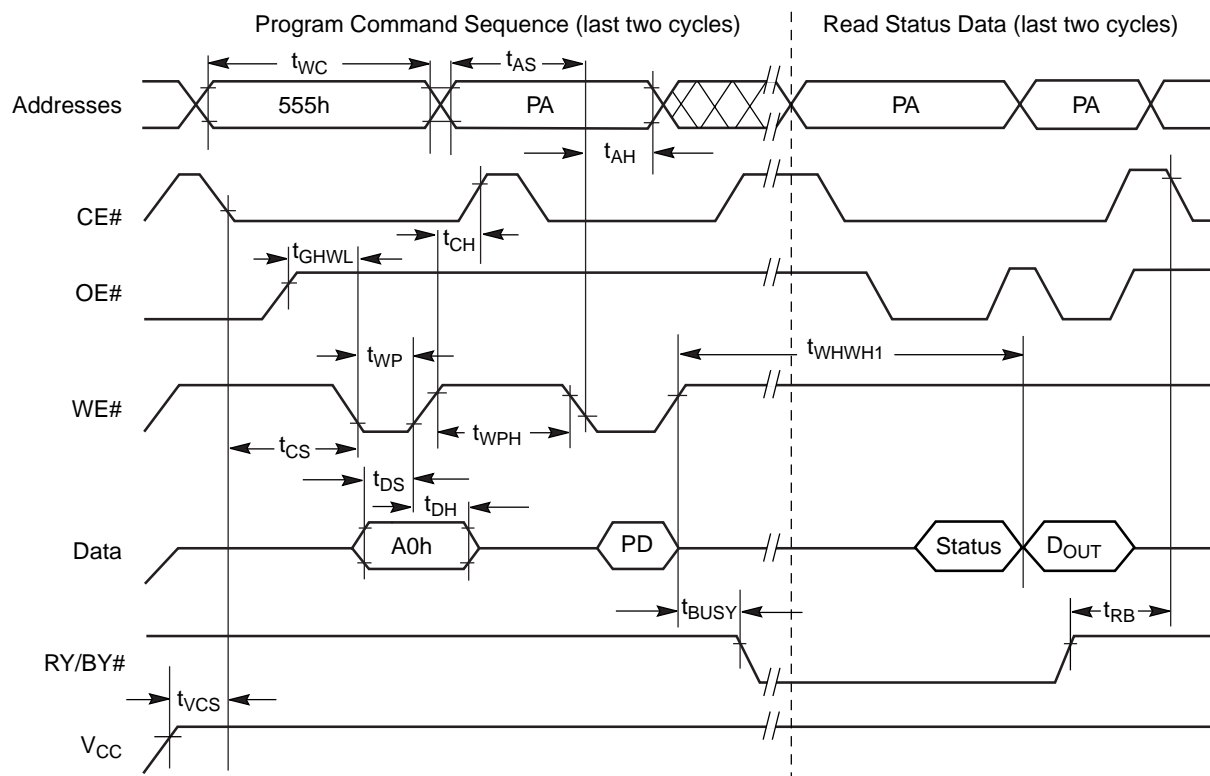 Program Command Sequence (last two cycles) Read Status Data (last two cycles)
tWC tAS
Addresses 555h PA PA PA
tAH
CE#
tCH
tGHWL
OE#
tWP tWHWH1
WE#
tCS tWPH
tDS
tDH
Data A0h PD Status DOUT
tBUSY tRB
RY/BY#
tVCS
VCC